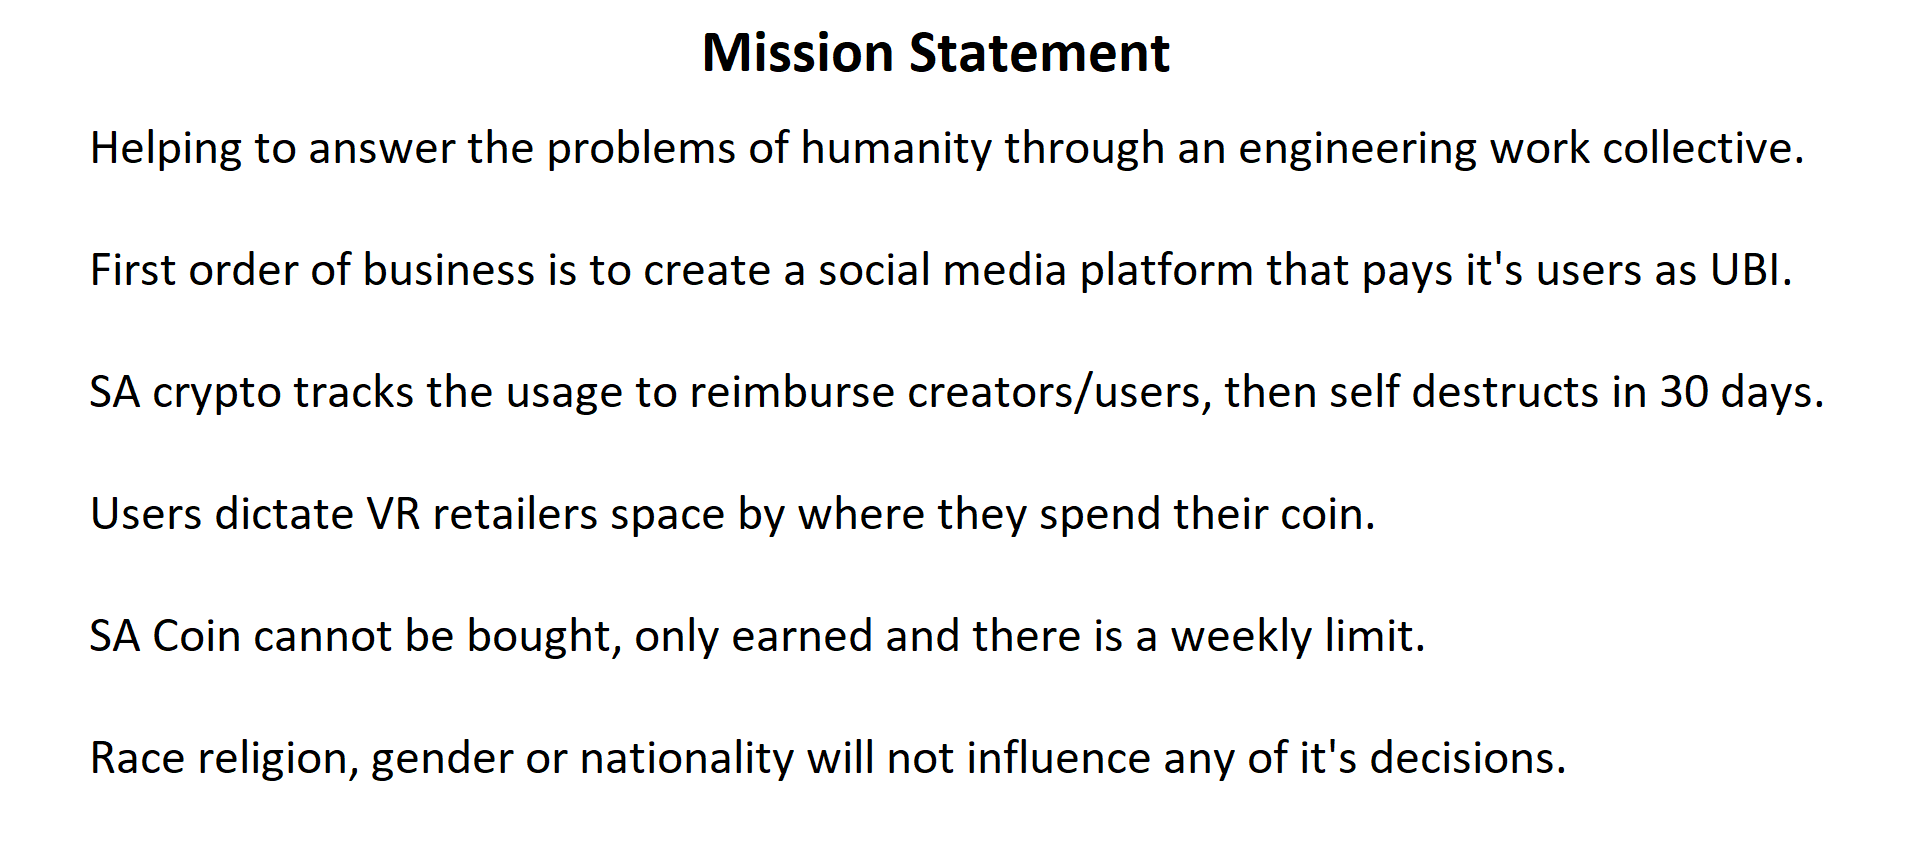 Mission Statement
Helping to answer the problems of humanity through an engineering work collective.
First order of business is to create a social media platform that pays it's users as UBI.
SA crypto tracks the usage to reimburse creators/users, then self destructs in 30 days.
Users dictate VR retailers space by where they spend their coin.
SA Coin cannot be bought, only earned and there is a weekly limit.
Race religion, gender or nationality will not influence any of it's decisions.